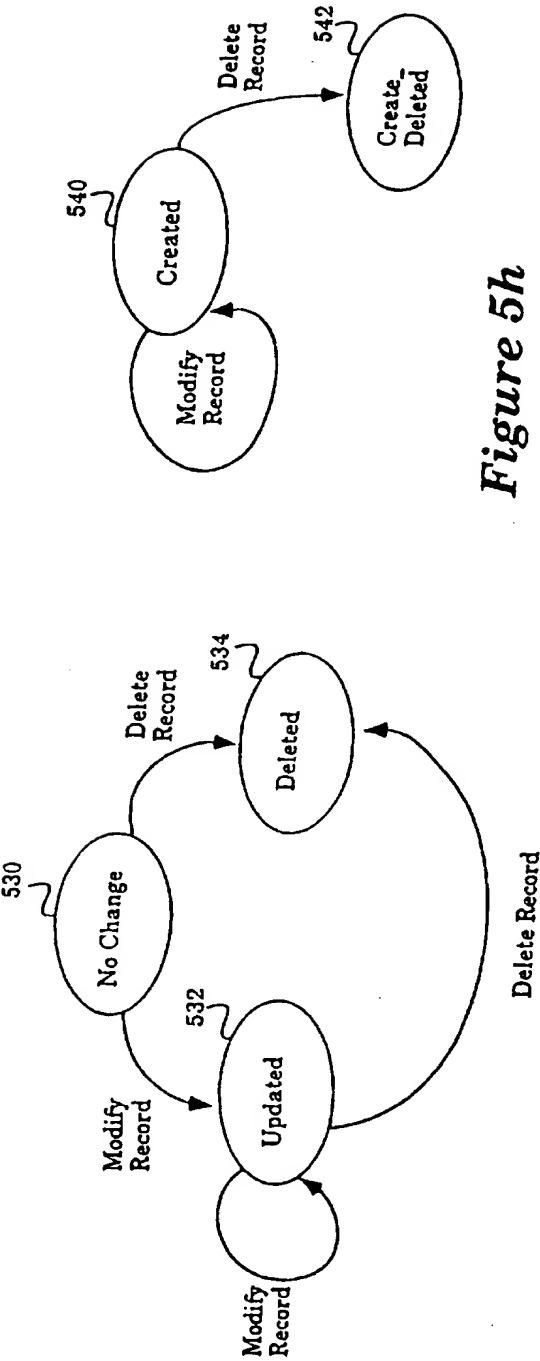 530
No Change
Modify
Record
Delete
Record
532
Updated
Modify
Record
534
Deleted
Delete Record
540
Created
Modify
Record
Delete
Record
542
Create_
Deleted
Figure 5h